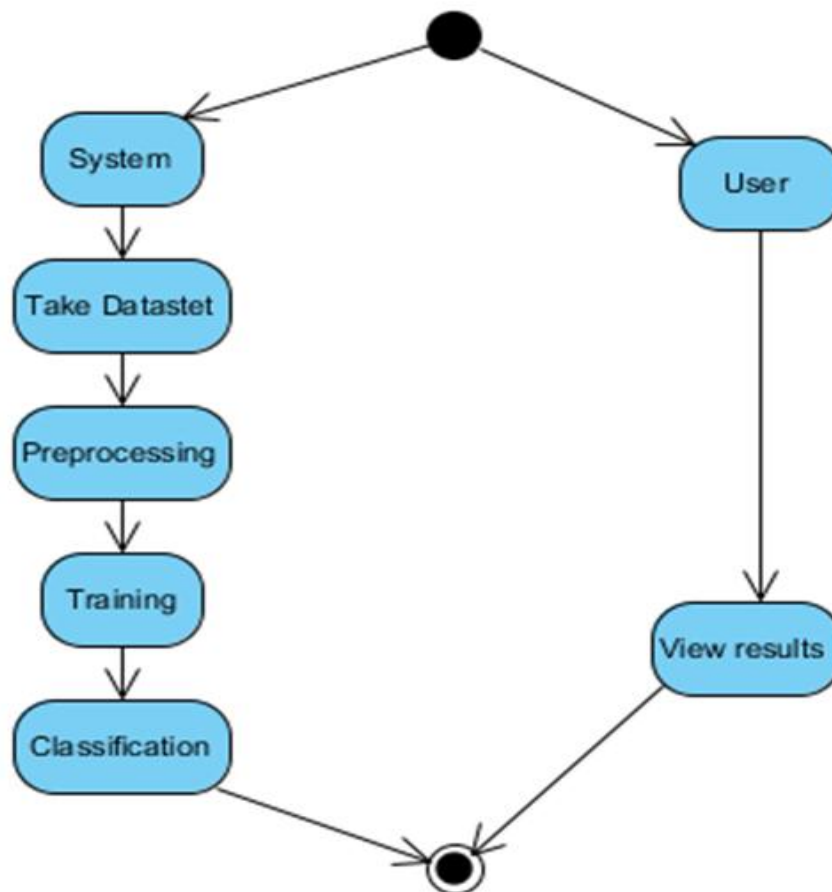 System
User
Take Datastet
Preprocessing
Training
View results
Classification